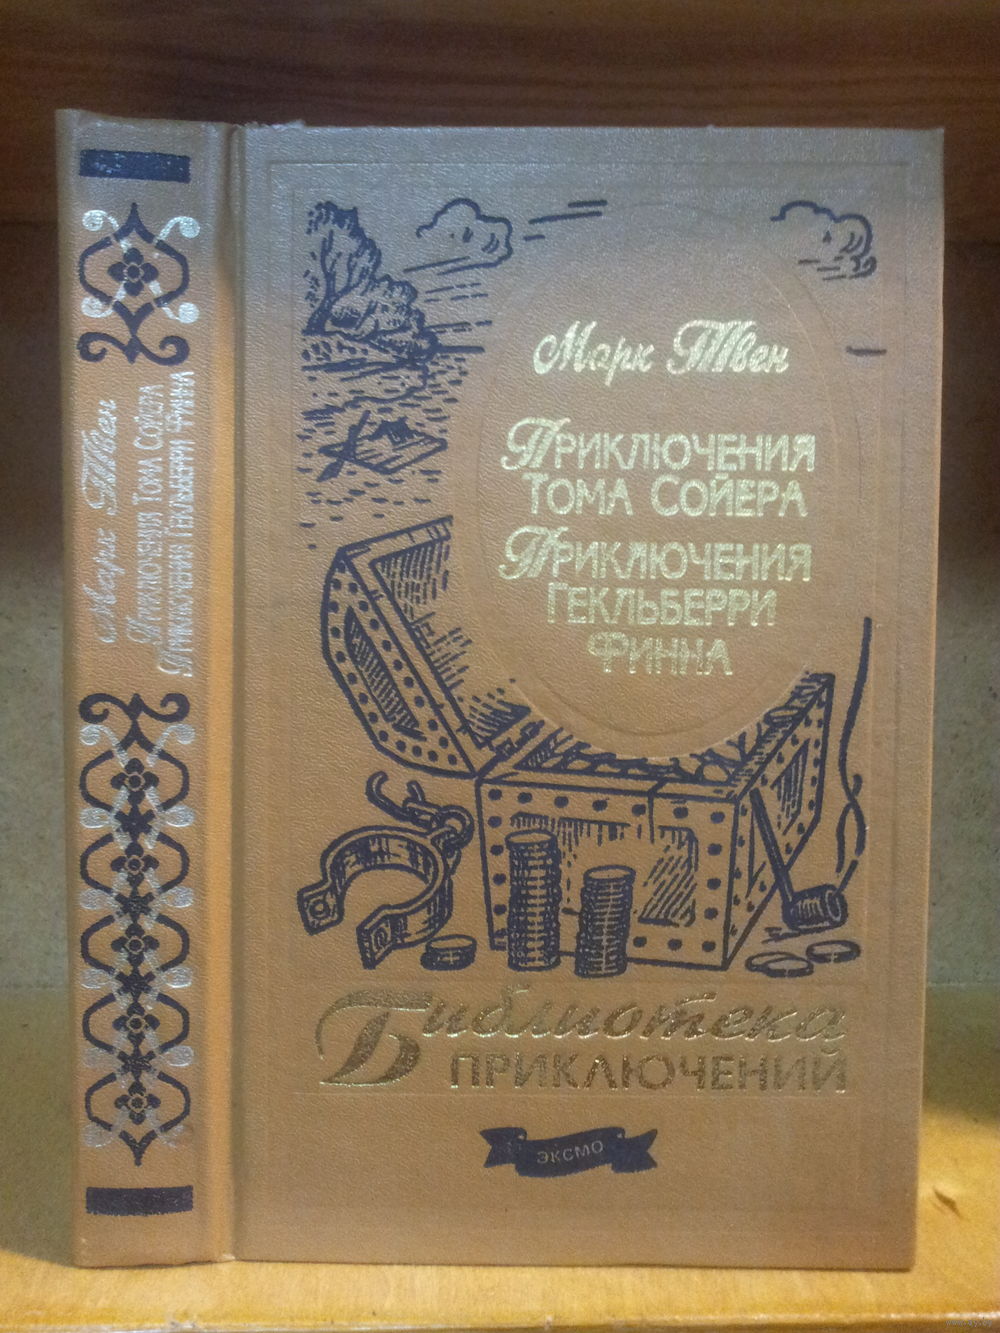 Марк Твен
Приключения Тома Сойера
Приключения Гекльберри Финна
Марк Твен
Приключения
Тома Сойера
Приключения
Гекльберри
Финна
Библиотека
приключений
ЭКСМО